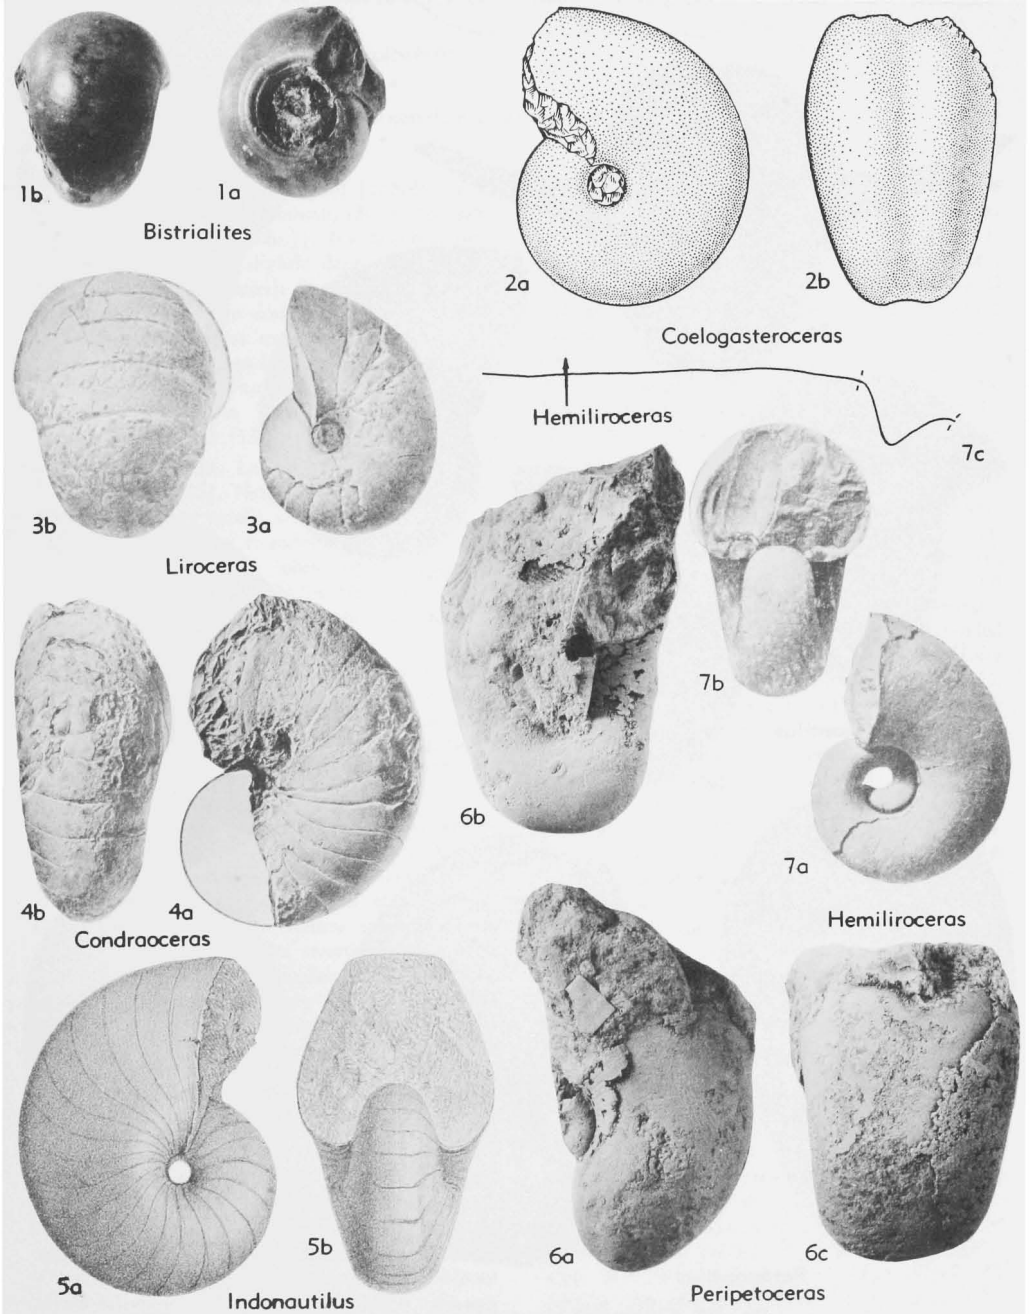 1b
1a
Bistrialites
2a
2b
Coelogasteroceras
3b
3a
Liroceras
Hemiliroceras
7c
4b
4a
Condraoceras
6b
7b
7a
Hemiliroceras
5a
5b
Indonautilus
6a
6c
Peripetoceras